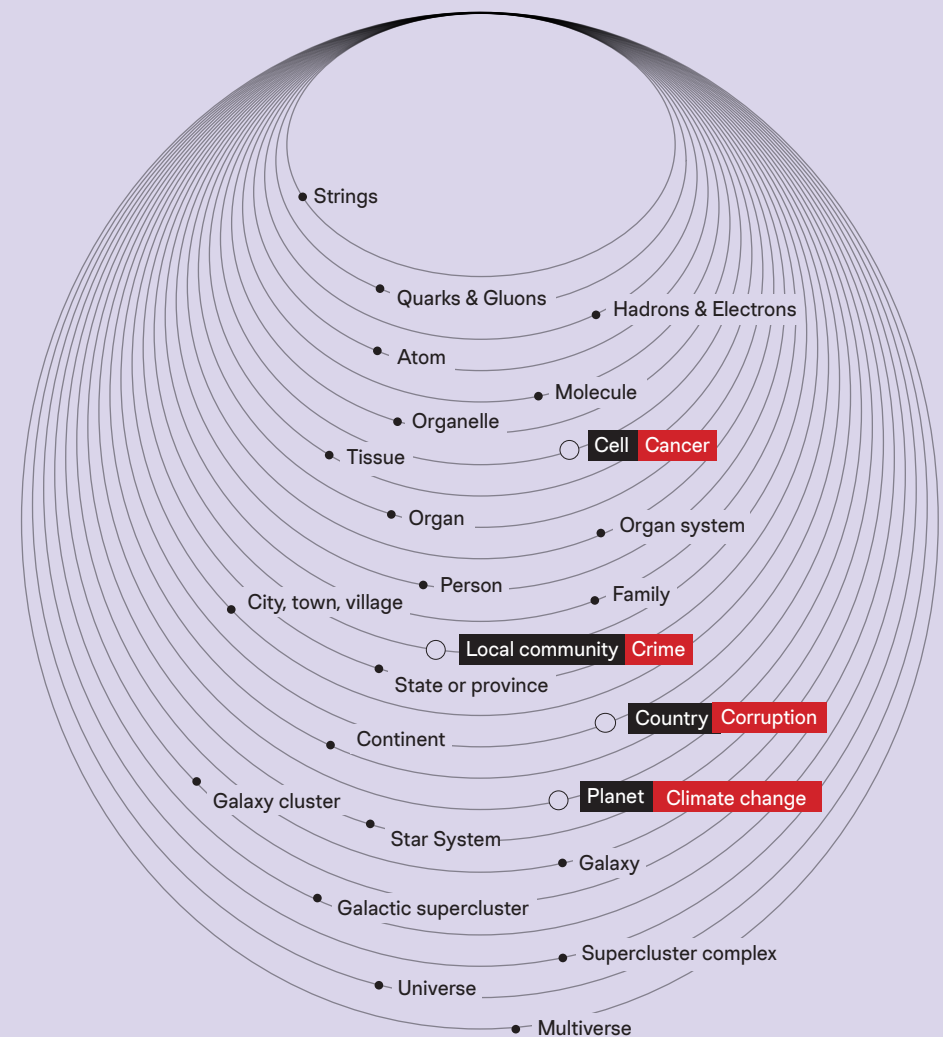 Strings
Quarks & Gluons
Hadrons & Electrons
Atom
Molecule
Organelle
Cell Cancer
Tissue
Organ
Organ system
Person
Family
City, town, village
Local community Crime
State or province
Country Corruption
Continent
Planet Climate change
Galaxy cluster
Star System
Galaxy
Galactic supercluster
Supercluster complex
Universe
Multiverse